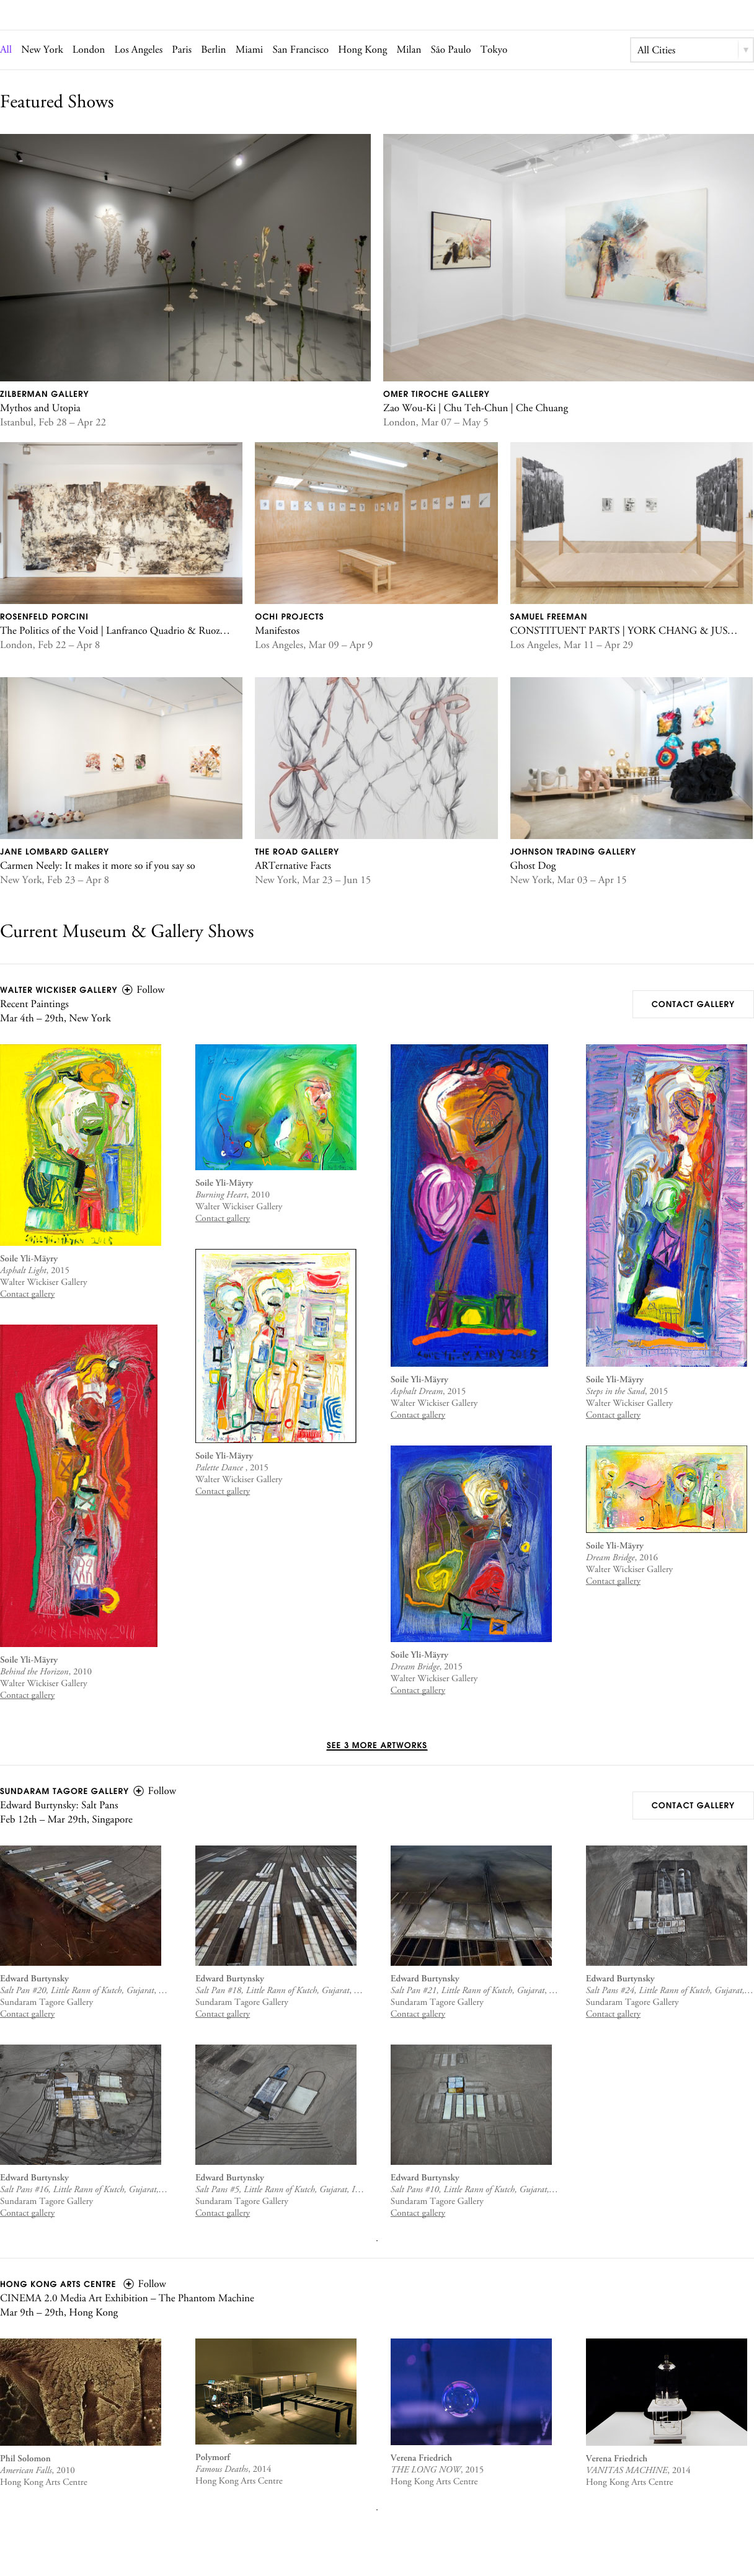 All New York London Los Angeles Paris Berlin Miami San Francisco Hong Kong Milan São Paulo Tokyo
All Cities
Featured Shows
ZILBERMAN GALLERY
Mythos and Utopia
Istanbul, Feb 28 – Apr 22
OMER TIROCHE GALLERY
Zao Wou-Ki | Chu Teh-Chun | Che Chuang
London, Mar 07 – May 5
ROSENFELD PORCINI
The Politics of the Void | Lanfranco Quadrio & Ruoz…
London, Feb 22 – Apr 8
OCHI PROJECTS
Manifestos
Los Angeles, Mar 09 – Apr 9
SAMUEL FREEMAN
CONSTITUENT PARTS | YORK CHANG & JUS…
Los Angeles, Mar 11 – Apr 29
JANE LOMBARD GALLERY
Carmen Neely: It makes it more so if you say so
New York, Feb 23 – Apr 8
THE ROAD GALLERY
ARTernative Facts
New York, Mar 23 – Jun 15
JOHNSON TRADING GALLERY
Ghost Dog
New York, Mar 03 – Apr 15
Current Museum & Gallery Shows
WALTER WICKISER GALLERY Follow
Recent Paintings
Mar 4th – 29th, New York
CONTACT GALLERY
Soile Yli-Mäyry
Asphalt Light, 2015
Walter Wickiser Gallery
Contact gallery
Soile Yli-Mäyry
Behind the Horizon, 2010
Walter Wickiser Gallery
Contact gallery
Soile Yli-Mäyry
Burning Heart, 2010
Walter Wickiser Gallery
Contact gallery
Soile Yli-Mäyry
Palette Dance , 2015
Walter Wickiser Gallery
Contact gallery
Soile Yli-Mäyry
Asphalt Dream, 2015
Walter Wickiser Gallery
Contact gallery
Soile Yli-Mäyry
Dream Bridge, 2015
Walter Wickiser Gallery
Contact gallery
Soile Yli-Mäyry
Steps in the Sand, 2015
Walter Wickiser Gallery
Contact gallery
Soile Yli-Mäyry
Dream Bridge, 2016
Walter Wickiser Gallery
Contact gallery
SEE 3 MORE ARTWORKS
SUNDARAM TAGORE GALLERY Follow
Edward Burtynsky: Salt Pans
Feb 12th – Mar 29th, Singapore
CONTACT GALLERY
Edward Burtynsky
Salt Pan #20, Little Rann of Kutch, Gujarat, …
Sundaram Tagore Gallery
Contact gallery
Edward Burtynsky
Salt Pan #18, Little Rann of Kutch, Gujarat, …
Sundaram Tagore Gallery
Contact gallery
Edward Burtynsky
Salt Pan #21, Little Rann of Kutch, Gujarat, …
Sundaram Tagore Gallery
Contact gallery
Edward Burtynsky
Salt Pans #24, Little Rann of Kutch, Gujarat,…
Sundaram Tagore Gallery
Contact gallery
Edward Burtynsky
Salt Pans #16, Little Rann of Kutch, Gujarat,…
Sundaram Tagore Gallery
Contact gallery
Edward Burtynsky
Salt Pans #5, Little Rann of Kutch, Gujarat, I…
Sundaram Tagore Gallery
Contact gallery
Edward Burtynsky
Salt Pans #10, Little Rann of Kutch, Gujarat,…
Sundaram Tagore Gallery
Contact gallery
HONG KONG ARTS CENTRE Follow
CINEMA 2.0 Media Art Exhibition – The Phantom Machine
Mar 9th – 29th, Hong Kong
Phil Solomon
American Falls, 2010
Hong Kong Arts Centre
Polymorf
Famous Deaths, 2014
Hong Kong Arts Centre
Verena Friedrich
THE LONG NOW, 2015
Hong Kong Arts Centre
Verena Friedrich
VANITAS MACHINE, 2014
Hong Kong Arts Centre